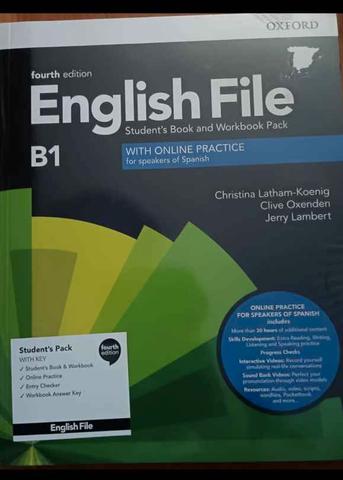 OXFORD
fourth edition
English File
Student's Book and Workbook Pack
B1
WITH ONLINE PRACTICE
for speakers of Spanish
Christina Latham-Koenig
Clive Oxenden
Jerry Lambert
ONLINE PRACTICE
FOR SPEAKERS OF SPANISH
includes
More than 20 hours of additional content
Skills Development: Extra Reading, Writing,
Listening and Speaking practice
Progress Checks
Interactive Videos: Record yourself
simulating real-life conversations
Sound Bank Videos: Perfect your
pronunciation through video models
Resources: Audio, video, scripts,
wordlists, Pocketbook
and more...
Student's Pack
WITH KEY
✓ Student's Book & Workbook
✓ Online Practice
✓ Entry Checker
✓ Workbook Answer Key
fourth
edition
English File